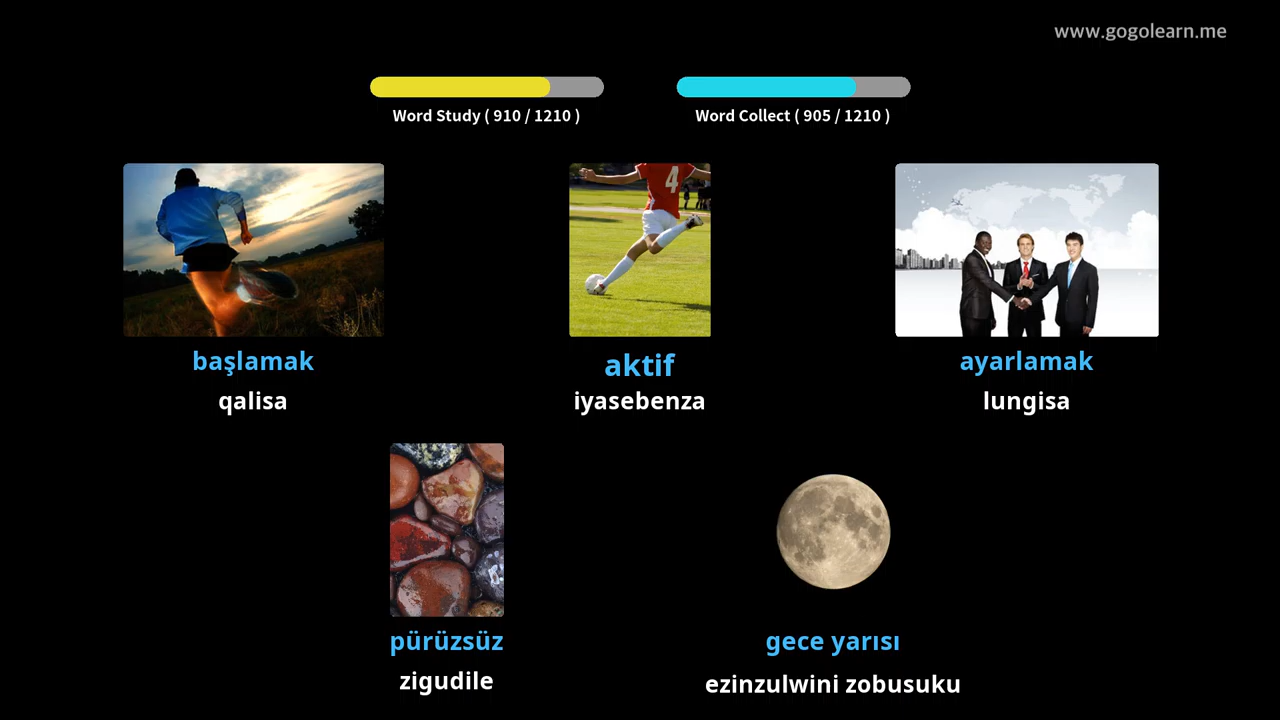 www.gogolearn.me
Word Study ( 910 / 1210 )
Word Collect ( 905 / 1210 )
başlamak
qalisa
aktif
iyasebenza
ayarlamak
lungisa
4
pürüzsüz
zigudile
gece yarısı
ezinzulwini zobusuku